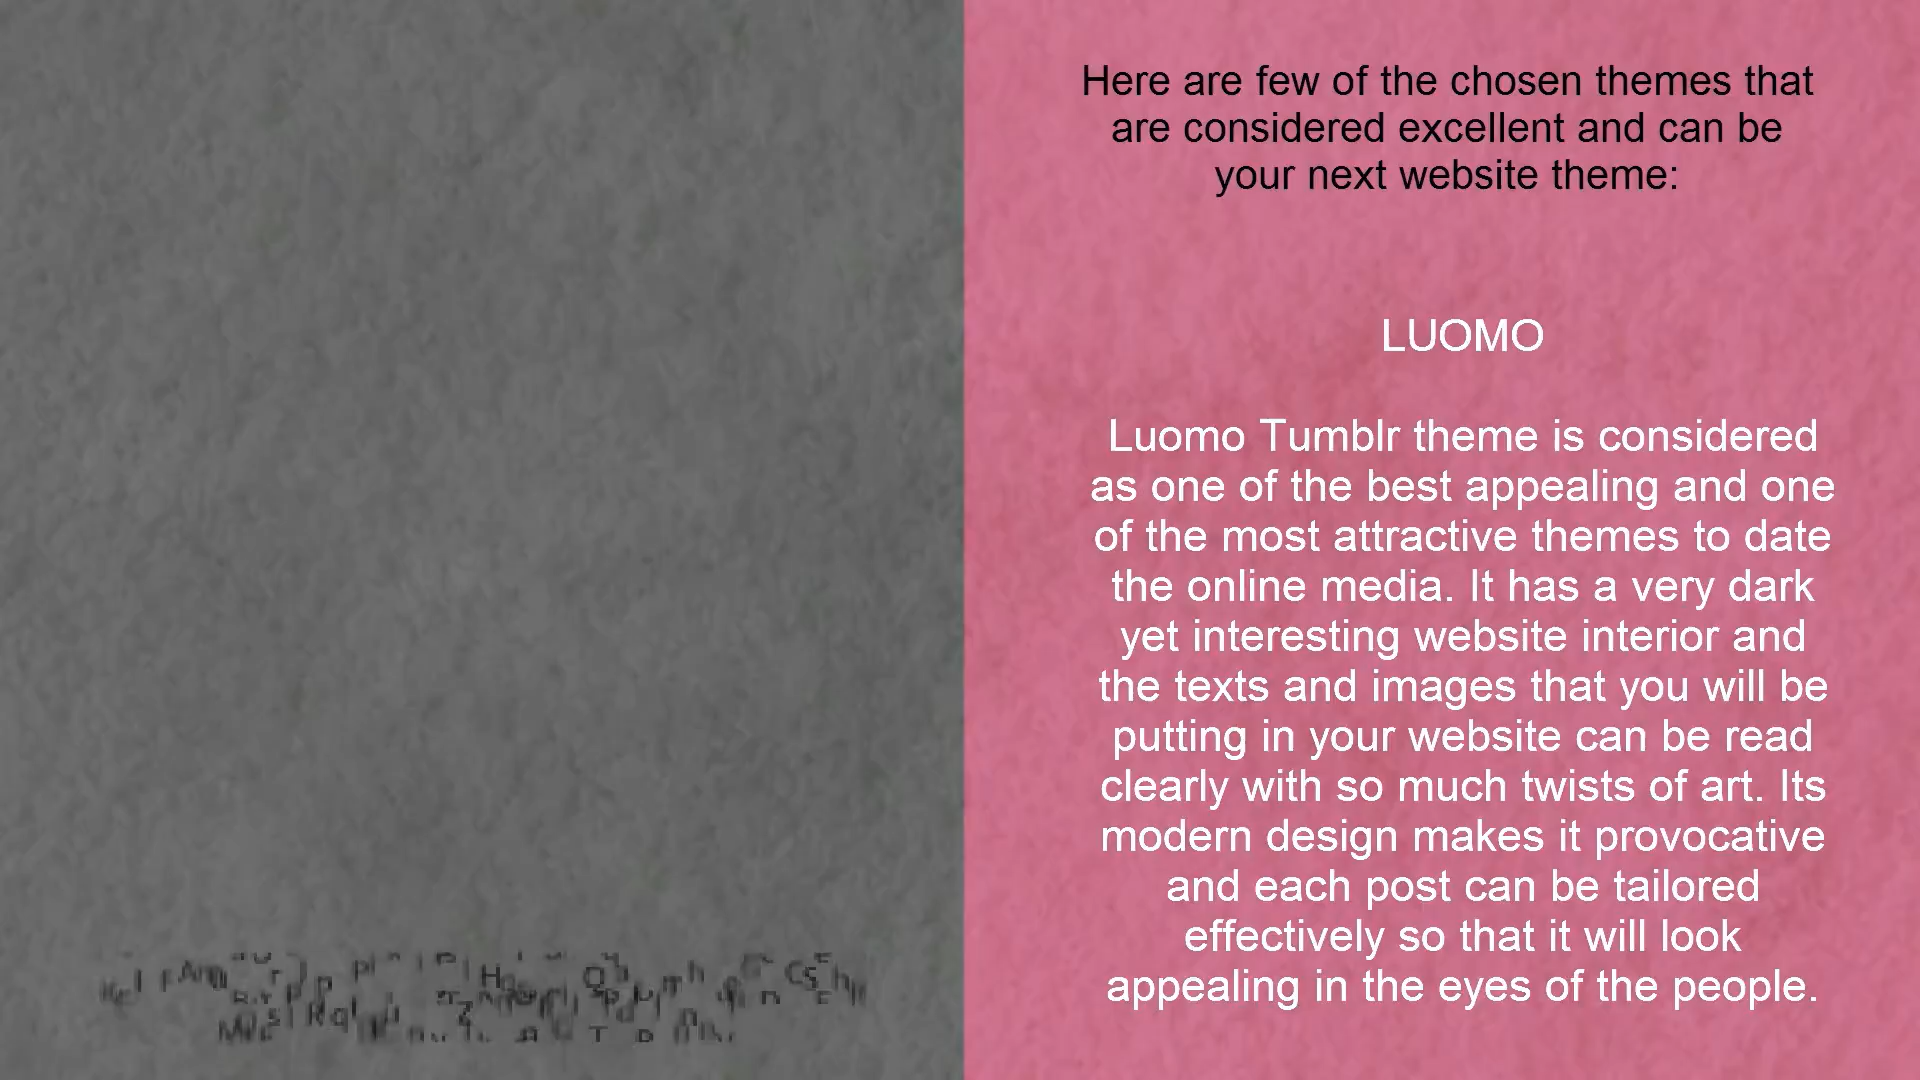 Here are few of the chosen themes that
are considered excellent and can be
your next website theme:
LUOMO
Luomo Tumblr theme is considered
as one of the best appealing and one
of the most attractive themes to date
the online media. It has a very dark
yet interesting website interior and
the texts and images that you will be
putting in your website can be read
clearly with so much twists of art. Its
modern design makes it provocative
and each post can be tailored
effectively so that it will look
appealing in the eyes of the people.